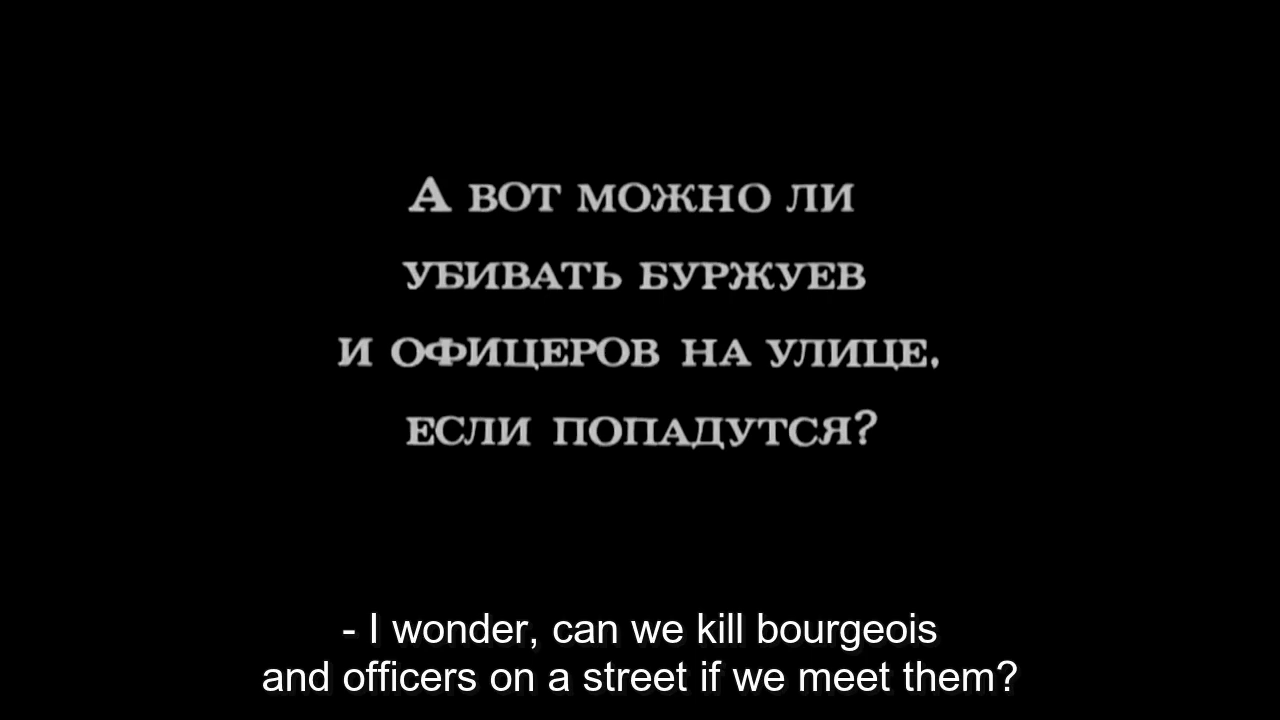 А ВОТ МОЖНО ЛИ
УБИВАТЬ БУРЖУЕВ
И ОФИЦЕРОВ НА УЛИЦЕ,
ЕСЛИ ПОПАДУТСЯ?
- I wonder, can we kill bourgeois
and officers on a street if we meet them?